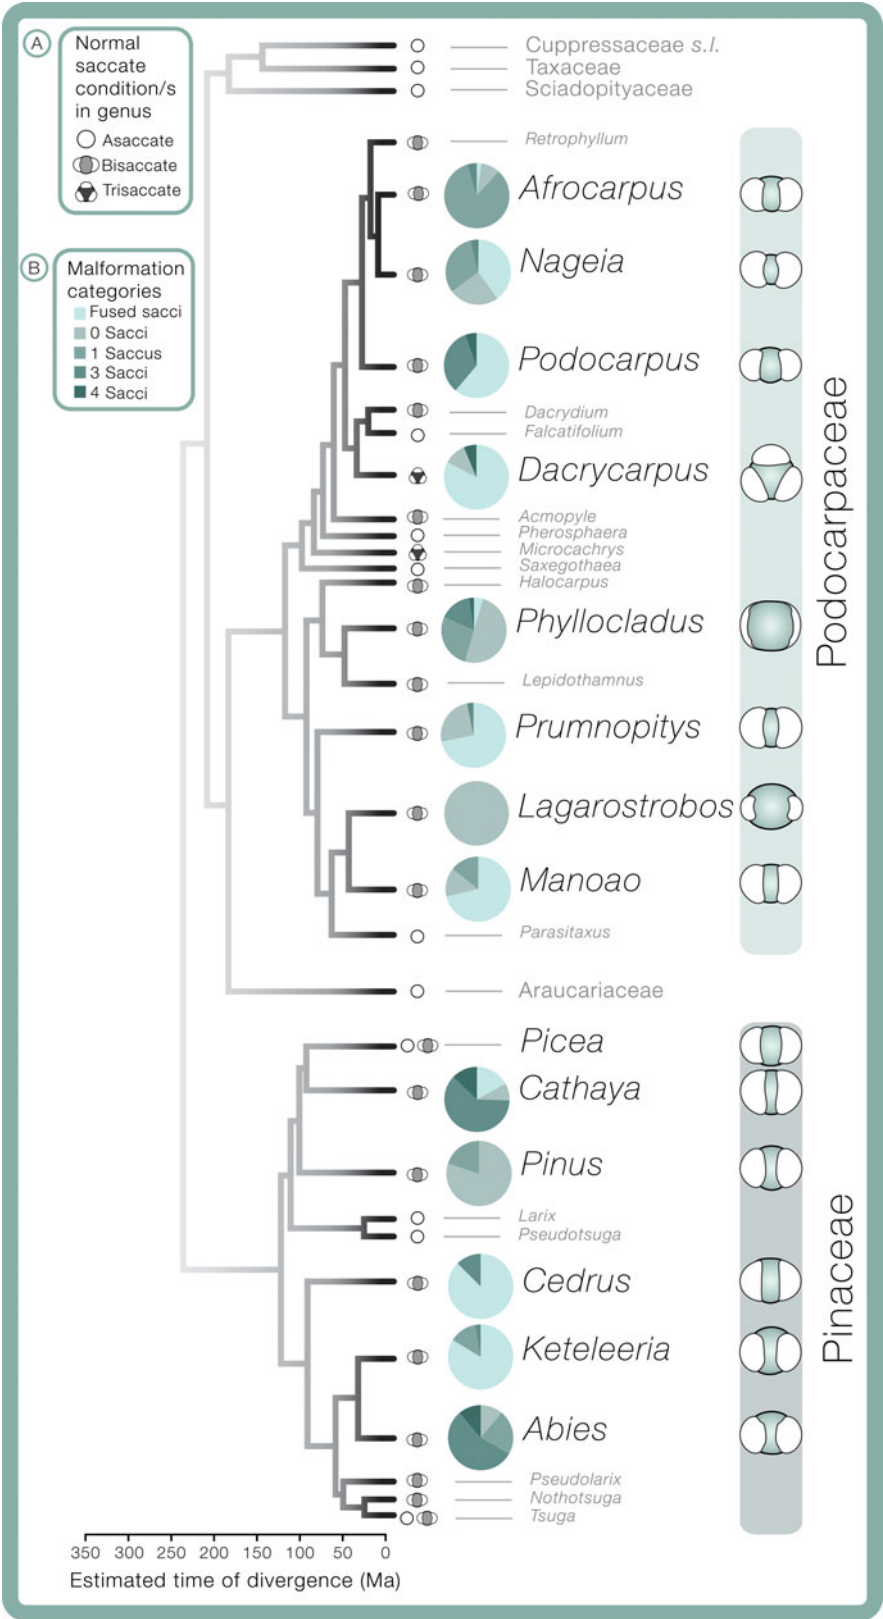 A
Normal
saccate
condition/s
in genus
Asaccate
Bisaccate
Trisaccate
B
Malformation
categories
Fused sacci
0 Sacci
1 Saccus
3 Sacci
4 Sacci
Cuppressaceae s.l.
Taxaceae
Sciadopityaceae
Retrophyllum
Afrocarpus
Nageia
Podocarpus
Dacrydium
Falcatifolium
Dacrycarpus
Acmopyle
Pherosphaera
Microcachrys
Saxegothaea
Halocarpus
Phyllocladus
Lepidothamnus
Prumnopitys
Lagarostrobos
Manoao
Parasitaxus
Araucariaceae
Podocarpaceae
Picea
Cathaya
Pinus
Larix
Pseudotsuga
Cedrus
Keteleeria
Abies
Pseudolarix
Nothotsuga
Tsuga
Pinaceae
350 300 250 200 150 100 50 0
Estimated time of divergence (Ma)